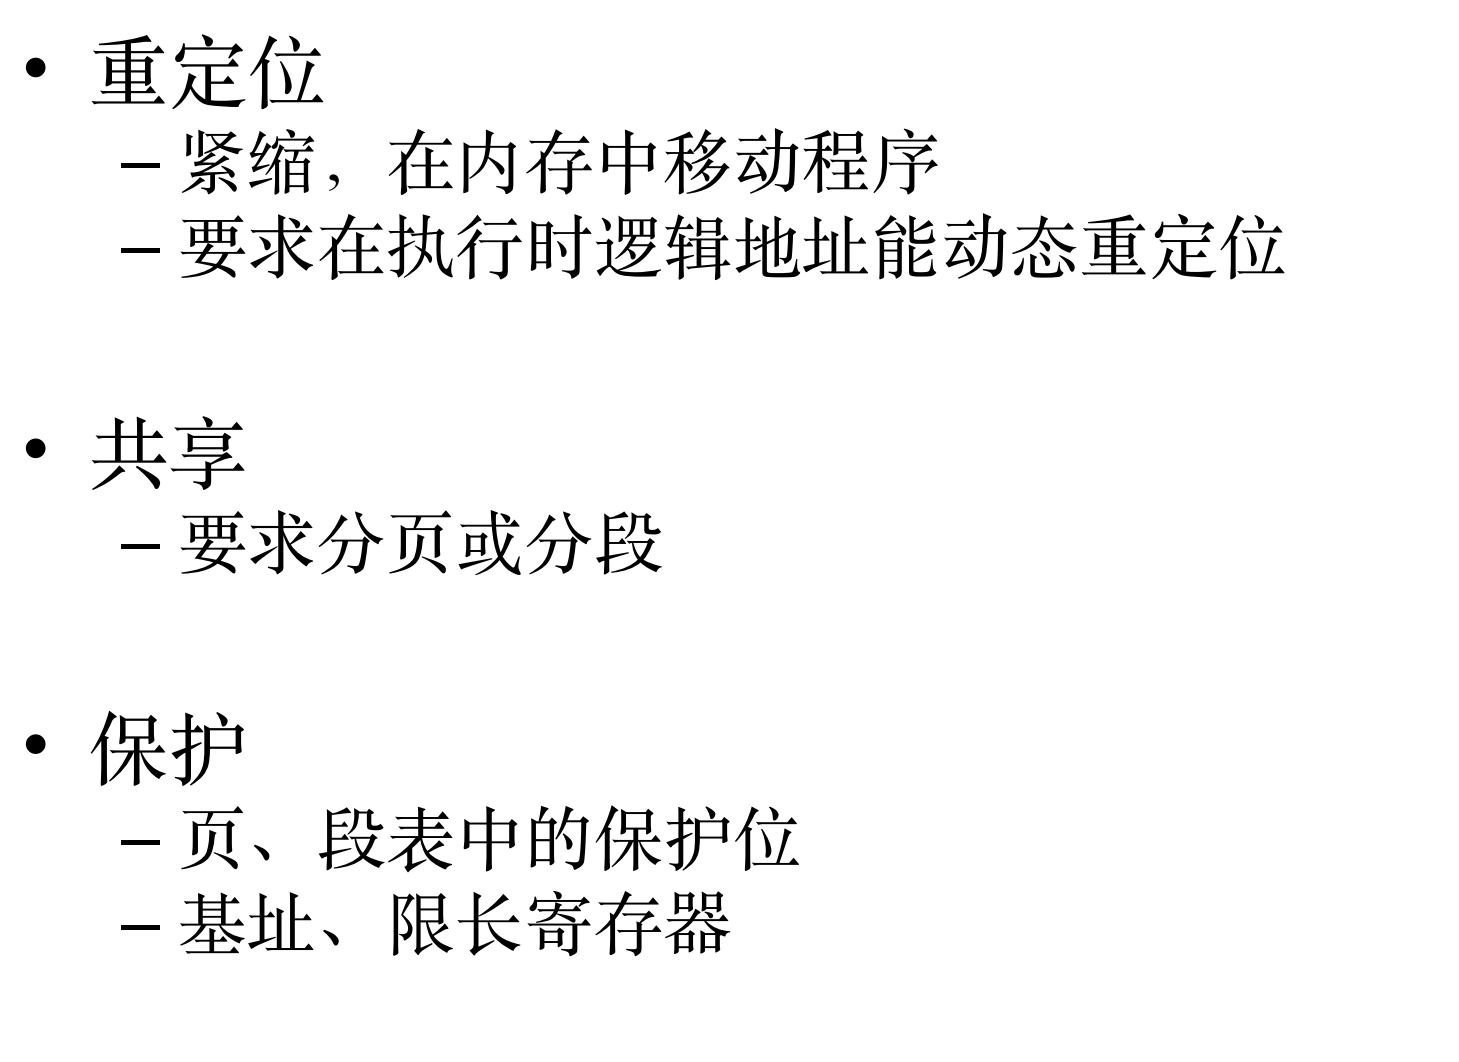 • 重定位
– 紧缩，在内存中移动程序
– 要求在执行时逻辑地址能动态重定位
• 共享
– 要求分页或分段
• 保护
– 页、段表中的保护位
– 基址、限长寄存器